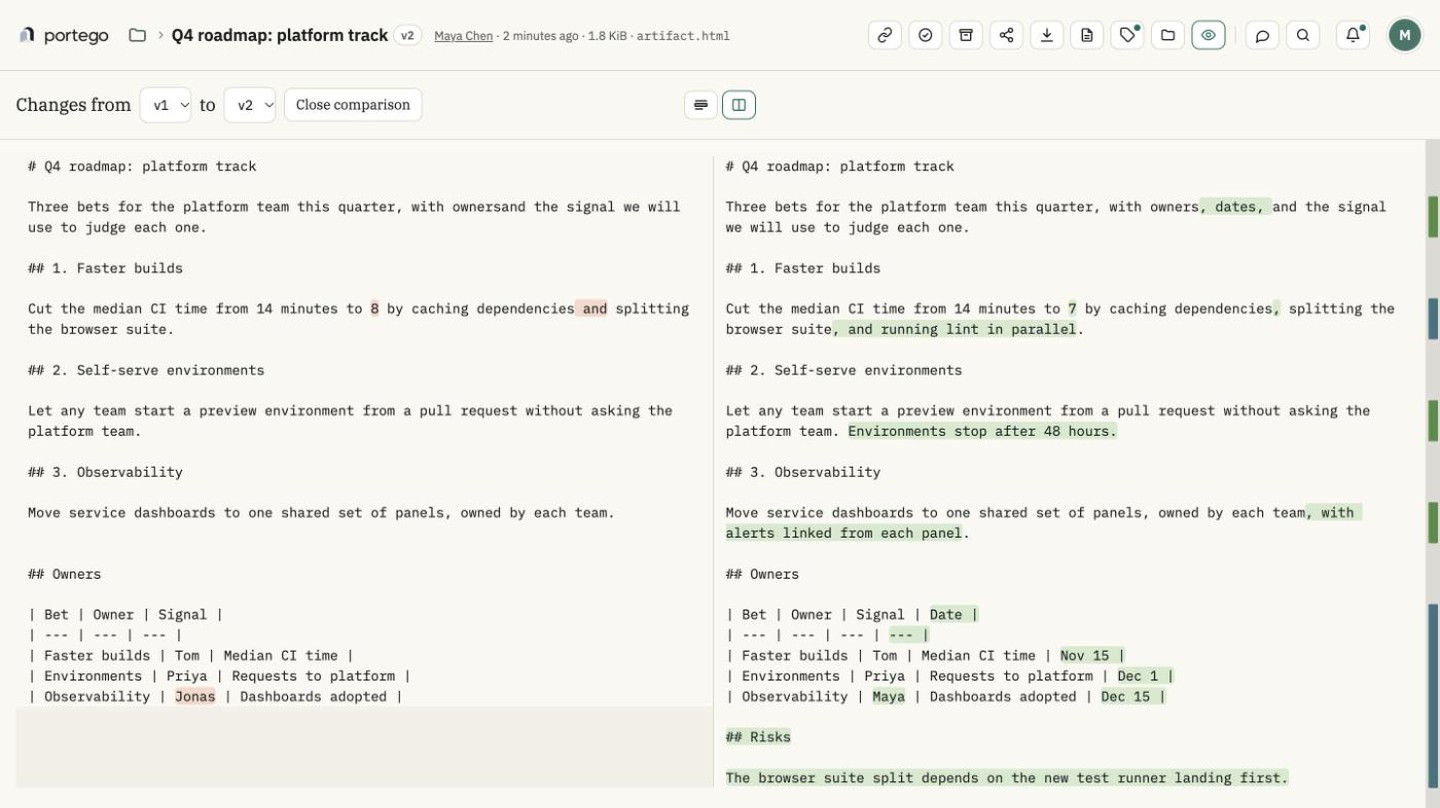 portego
Q4 roadmap: platform track v2 Maya Chen · 2 minutes ago · 1.8 KiB · artifact.html
M
Changes from v1 to v2 Close comparison
# Q4 roadmap: platform track
Three bets for the platform team this quarter, with ownersand the signal we will
use to judge each one.
## 1. Faster builds
Cut the median CI time from 14 minutes to 8 by caching dependencies and splitting
the browser suite.
## 2. Self-serve environments
Let any team start a preview environment from a pull request without asking the
platform team.
## 3. Observability
Move service dashboards to one shared set of panels, owned by each team.
## Owners
| Bet | Owner | Signal |
| --- | --- | --- |
| Faster builds | Tom | Median CI time |
| Environments | Priya | Requests to platform |
| Observability | Jonas | Dashboards adopted |
# Q4 roadmap: platform track
Three bets for the platform team this quarter, with owners, dates, and the signal
we will use to judge each one.
## 1. Faster builds
Cut the median CI time from 14 minutes to 7 by caching dependencies, splitting the
browser suite, and running lint in parallel.
## 2. Self-serve environments
Let any team start a preview environment from a pull request without asking the
platform team. Environments stop after 48 hours.
## 3. Observability
Move service dashboards to one shared set of panels, owned by each team, with
alerts linked from each panel.
## Owners
| Bet | Owner | Signal | Date |
| --- | --- | --- | --- |
| Faster builds | Tom | Median CI time | Nov 15 |
| Environments | Priya | Requests to platform | Dec 1 |
| Observability | Maya | Dashboards adopted | Dec 15 |
## Risks
The browser suite split depends on the new test runner landing first.